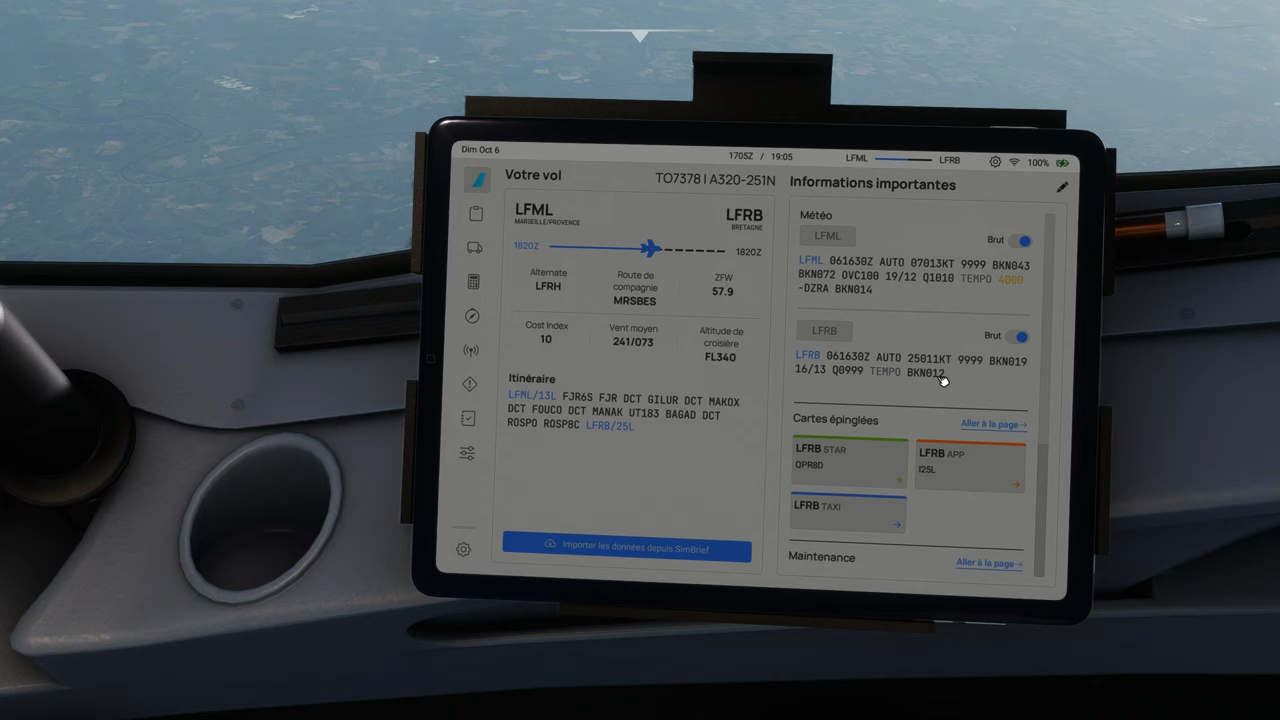 Dim Oct 6
1705Z / 19:05
LFML LFRB
100%
Votre vol
TO7378 | A320-251N
LFML
MARSEILLE/PROVENCE
LFRB
BRETAGNE
1620Z
1820Z
Alternate
LFRH
Route de
compagnie
MRSBES
ZFW
57.9
Cost Index
10
Vent moyen
241/073
Altitude de
croisière
FL340
Itinéraire
LFML/13L FJR6S FJR DCT GILUR DCT MAKOX
DCT FOUCO DCT MANAK UT183 BAGAD DCT
ROSPO ROSP8C LFRB/25L
Importer les données depuis SimBrief
Informations importantes
Météo
LFML
Brut
LFML 061630Z AUTO 07013KT 9999 BKN043
BKN072 OVC100 19/12 Q1010 TEMPO 4000
-DZRA BKN014
LFRB
Brut
LFRB 061630Z AUTO 25011KT 9999 BKN019
16/13 Q0999 TEMPO BKN012
Cartes épinglées
Aller à la page→
LFRB STAR
QPR8D
LFRB APP
I25L
LFRB TAXI
Maintenance
Aller à la page→